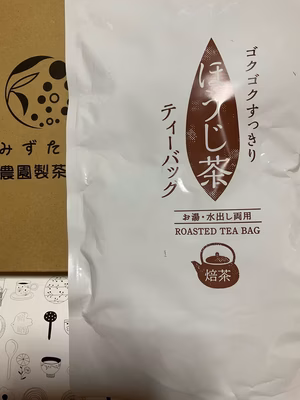 ゴクゴクすっきり
ほうじ茶
ティーバッグ
お湯・水出し両用
ROASTED TEA BAG
焙茶
みずた
農園製茶